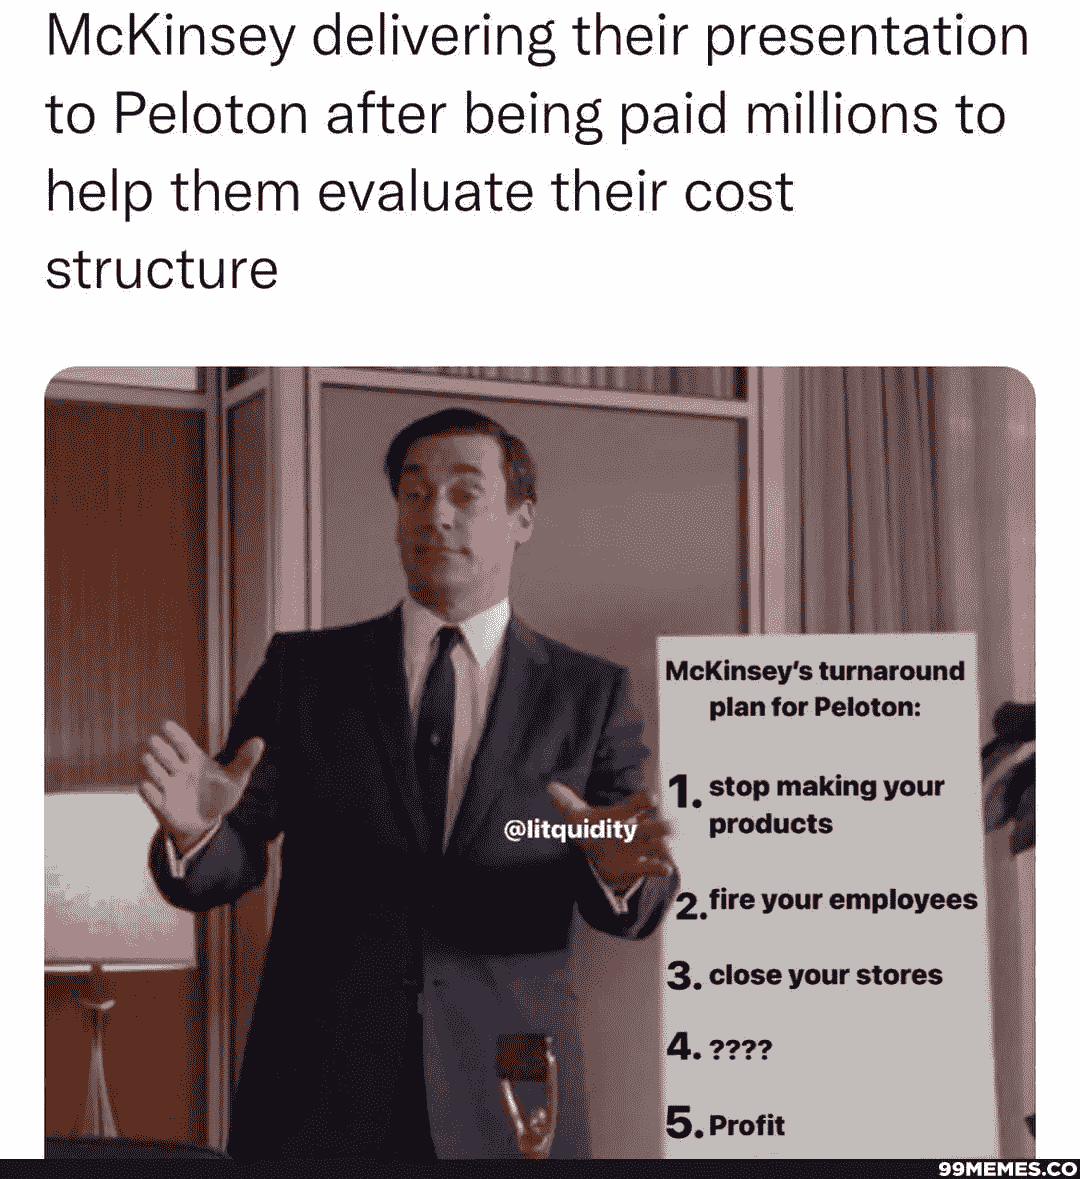 McKinsey delivering their presentation
to Peloton after being paid millions to
help them evaluate their cost
structure
McKinsey's turnaround
plan for Peloton:
1. stop making your
products
@litquidity
2. fire your employees
3. close your stores
4. ????
5. Profit
99MEMES.CO